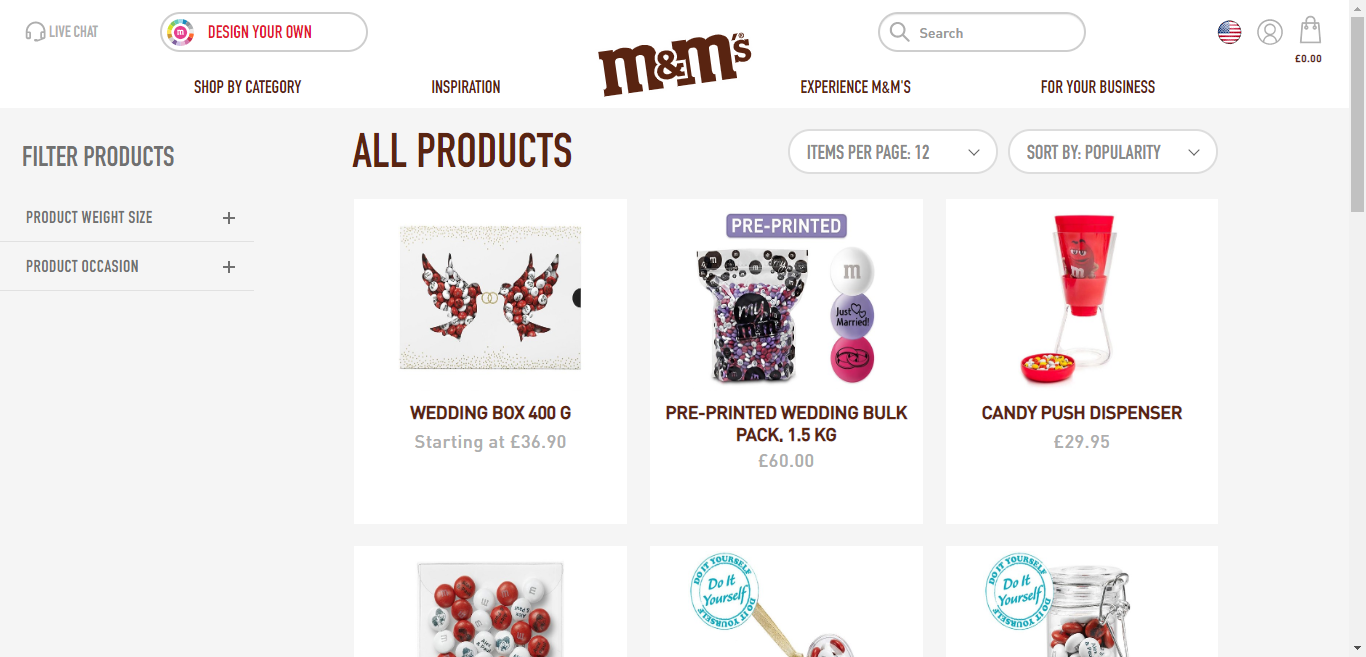 LIVE CHAT
DESIGN YOUR OWN
m&m's®
Search
£0.00
SHOP BY CATEGORY
INSPIRATION
EXPERIENCE M&M'S
FOR YOUR BUSINESS
FILTER PRODUCTS
PRODUCT WEIGHT SIZE
PRODUCT OCCASION
ALL PRODUCTS
ITEMS PER PAGE: 12
SORT BY: POPULARITY
WEDDING BOX 400 G
Starting at £36.90
PRE-PRINTED
m
Just
Married!
my
m&m's
PRE-PRINTED WEDDING BULK
PACK, 1.5 KG
£60.00
m
CANDY PUSH DISPENSER
£29.95
DO IT YOURSELF
Do It
Yourself
DO IT YOURSELF
DO IT YOURSELF
Do It
Yourself
DO IT YOURSELF